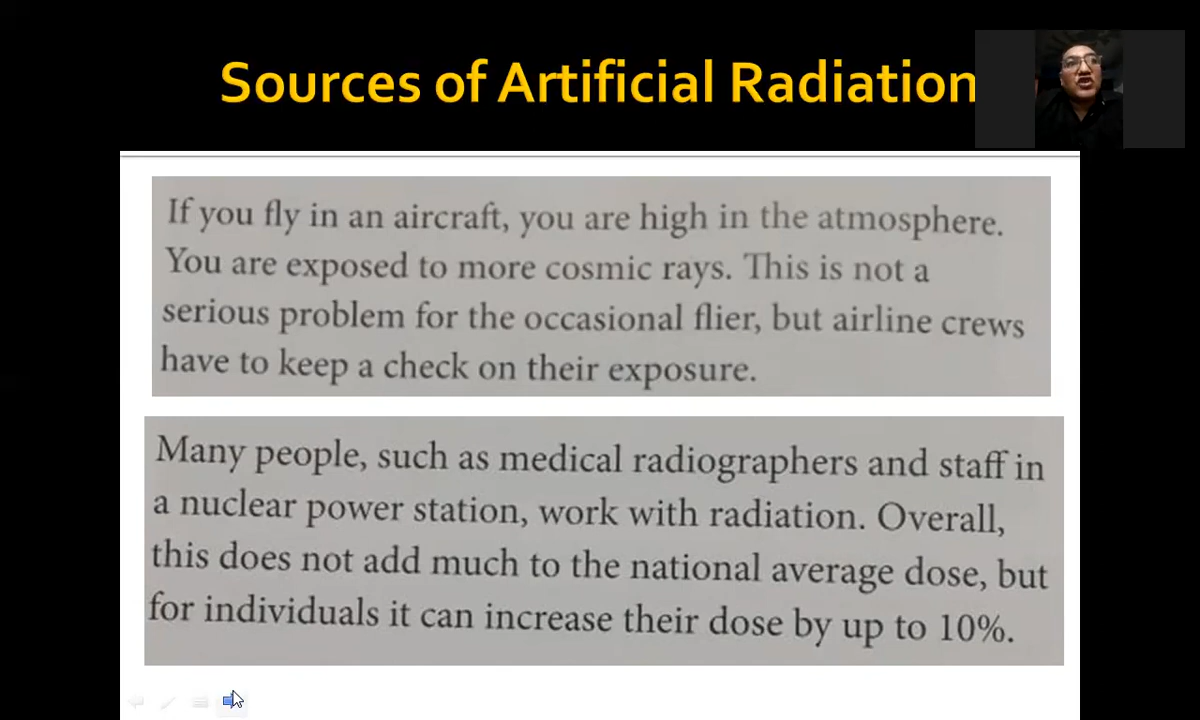 Sources of Artificial Radiation
If you fly in an aircraft, you are high in the atmosphere.
You are exposed to more cosmic rays. This is not a
serious problem for the occasional flier, but airline crews
have to keep a check on their exposure.
Many people, such as medical radiographers and staff in
a nuclear power station, work with radiation. Overall,
this does not add much to the national average dose, but
for individuals it can increase their dose by up to 10%.